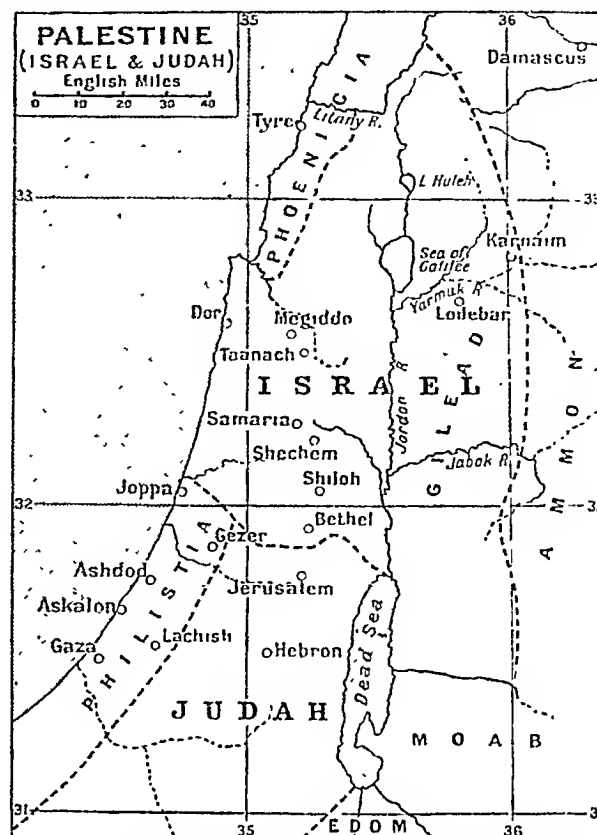 PALESTINE
(ISRAEL & JUDAH)
English Miles
0 10 20 30 40
35
36
Damascus
PHOENICIA
Tyre
Litany R.
L Huleh
33
33
Karnaim
Sea of
Galilee
Yarmuk R
Lodebar
Dor
Megiddo
Taanach
ISRAEL
Jordan R
GILEAD
AMMON
Samaria
Shechem
Jabok R
Joppa
Shiloh
32
32
Bethel
Gezer
PHILISTIA
Ashdod
Jerusalem
Askalon
Gaza
Lachish
Hebron
Dead Sea
JUDAH
MOAB
31
31
35
EDOM
36